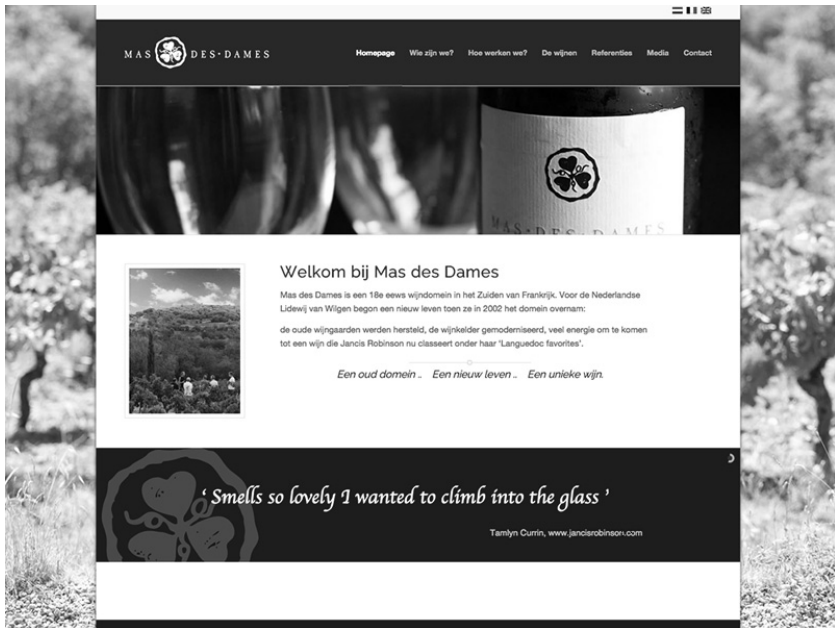 MAS DES·DAMES
Homepage Wie zijn we? Hoe werken we? De wijnen Referenties Media Contact
MAS·DES·DAMES
Welkom bij Mas des Dames
Mas des Dames is een 18e eews wijndomein in het Zuiden van Frankrijk. Voor de Nederlandse
Lidewij van Wilgen begon een nieuw leven toen ze in 2002 het domein overnam:
de oude wijngaarden werden hersteld, de wijnkelder gemoderniseerd, veel energie om te komen
tot een wijn die Jancis Robinson nu classeert onder haar 'Languedoc favorites'.
Een oud domein .. Een nieuw leven .. Een unieke wijn.
‘ Smells so lovely I wanted to climb into the glass ’
Tamlyn Currin, www.jancisrobinson.com